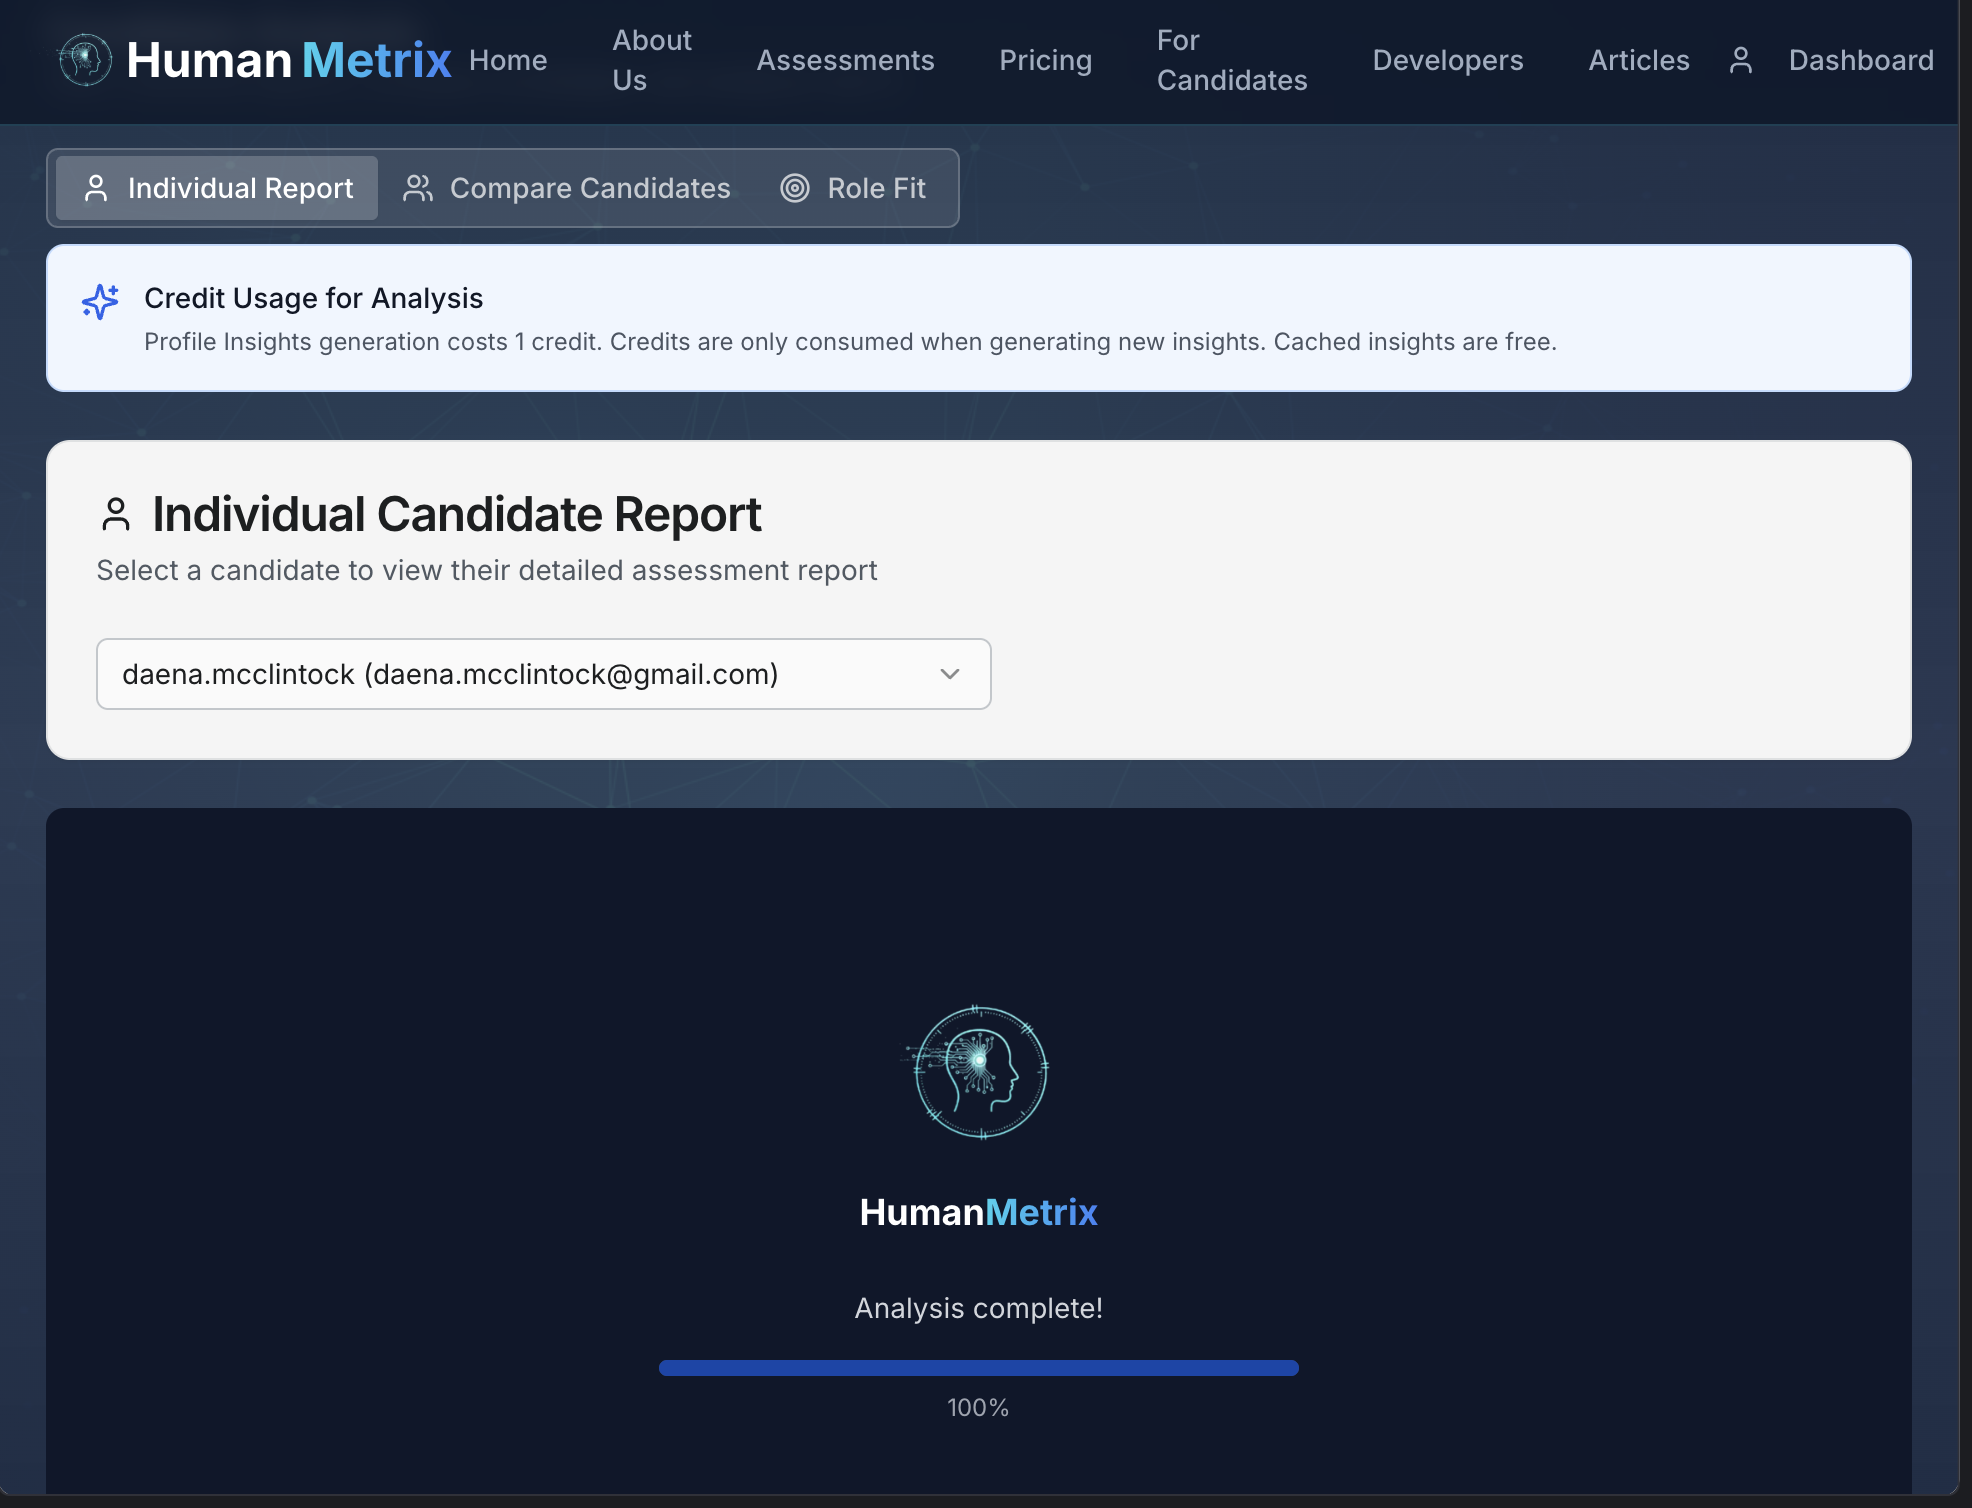 Human Metrix
Home
About
Us
Assessments
Pricing
For
Candidates
Developers
Articles
Dashboard
Individual Report
Compare Candidates
Role Fit
Credit Usage for Analysis
Profile Insights generation costs 1 credit. Credits are only consumed when generating new insights. Cached insights are free.
Individual Candidate Report
Select a candidate to view their detailed assessment report
daena.mcclintock (daena.mcclintock@gmail.com)
HumanMetrix
Analysis complete!
100%